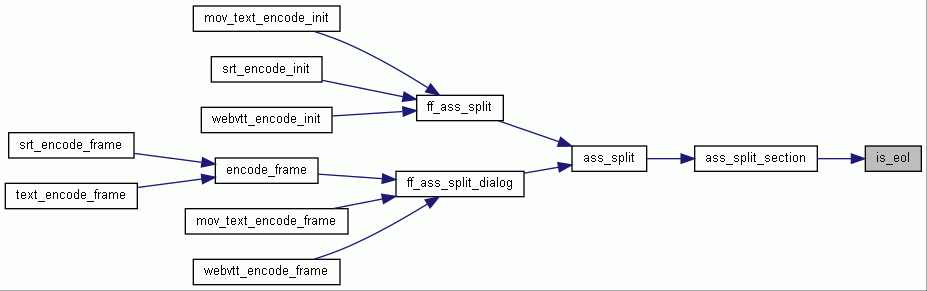 mov_text_encode_init
srt_encode_init
ff_ass_split
webvtt_encode_init
srt_encode_frame
ass_split
ass_split_section
is_eol
encode_frame
ff_ass_split_dialog
text_encode_frame
mov_text_encode_frame
webvtt_encode_frame